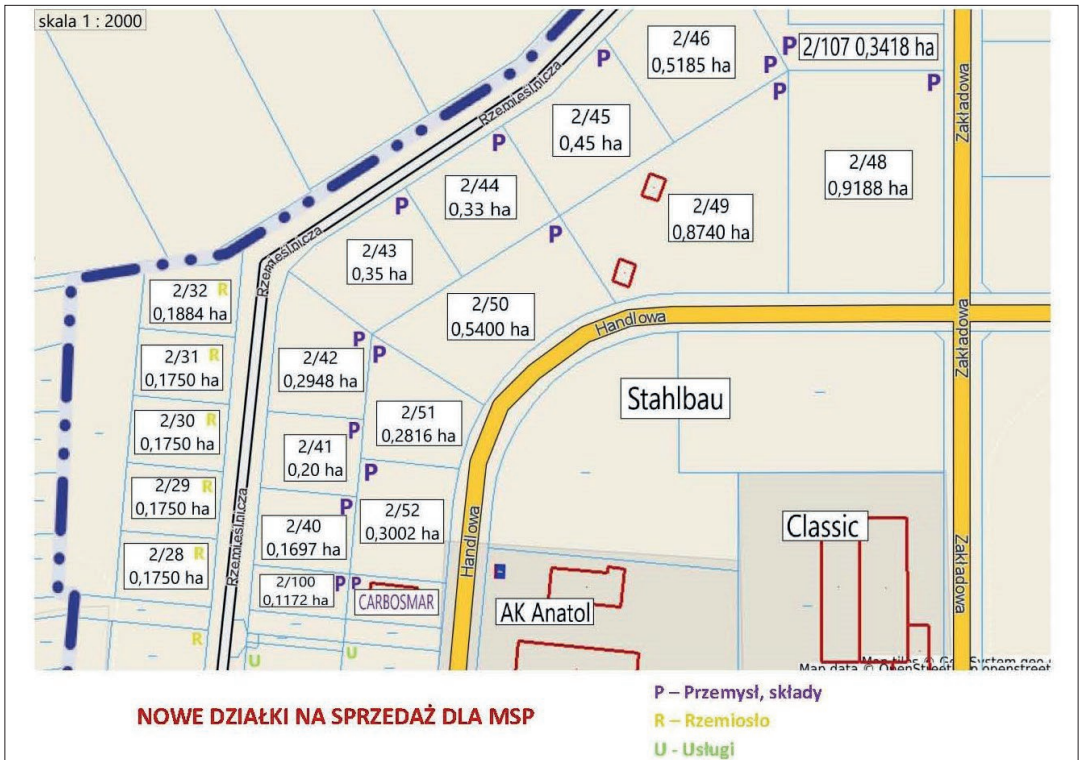 skala 1 : 2000
2/46
0,5185 ha
P
P
P
2/107 0,3418 ha
P
P
Zakładowa
Rzemieślnicza
2/45
0,45 ha
P
2/44
0,33 ha
2/48
0,9188 ha
P
P
2/49
0,8740 ha
2/43
0,35 ha
Rzemieślnicza
Rzemieślnicza
2/32 R
0,1884 ha
2/50
0,5400 ha
Handlowa
Zakładowa
P
P
2/31 R
0,1750 ha
2/42
0,2948 ha
Stahlbau
2/51
0,2816 ha
2/30 R
0,1750 ha
P
2/41
0,20 ha
P
2/29 R
0,1750 ha
P
2/52
0,3002 ha
Rzemieślnicza
Handlowa
Classic
Zakładowa
2/40
0,1697 ha
2/28 R
0,1750 ha
2/100
0,1172 ha
P
P
CARBOSMAR
AK Anatol
R
U
U
Map data © OpenStreetMap openstreet
NOWE DZIAŁKI NA SPRZEDAŻ DLA MSP
P – Przemysł, składy
R – Rzemiosło
U - Usługi